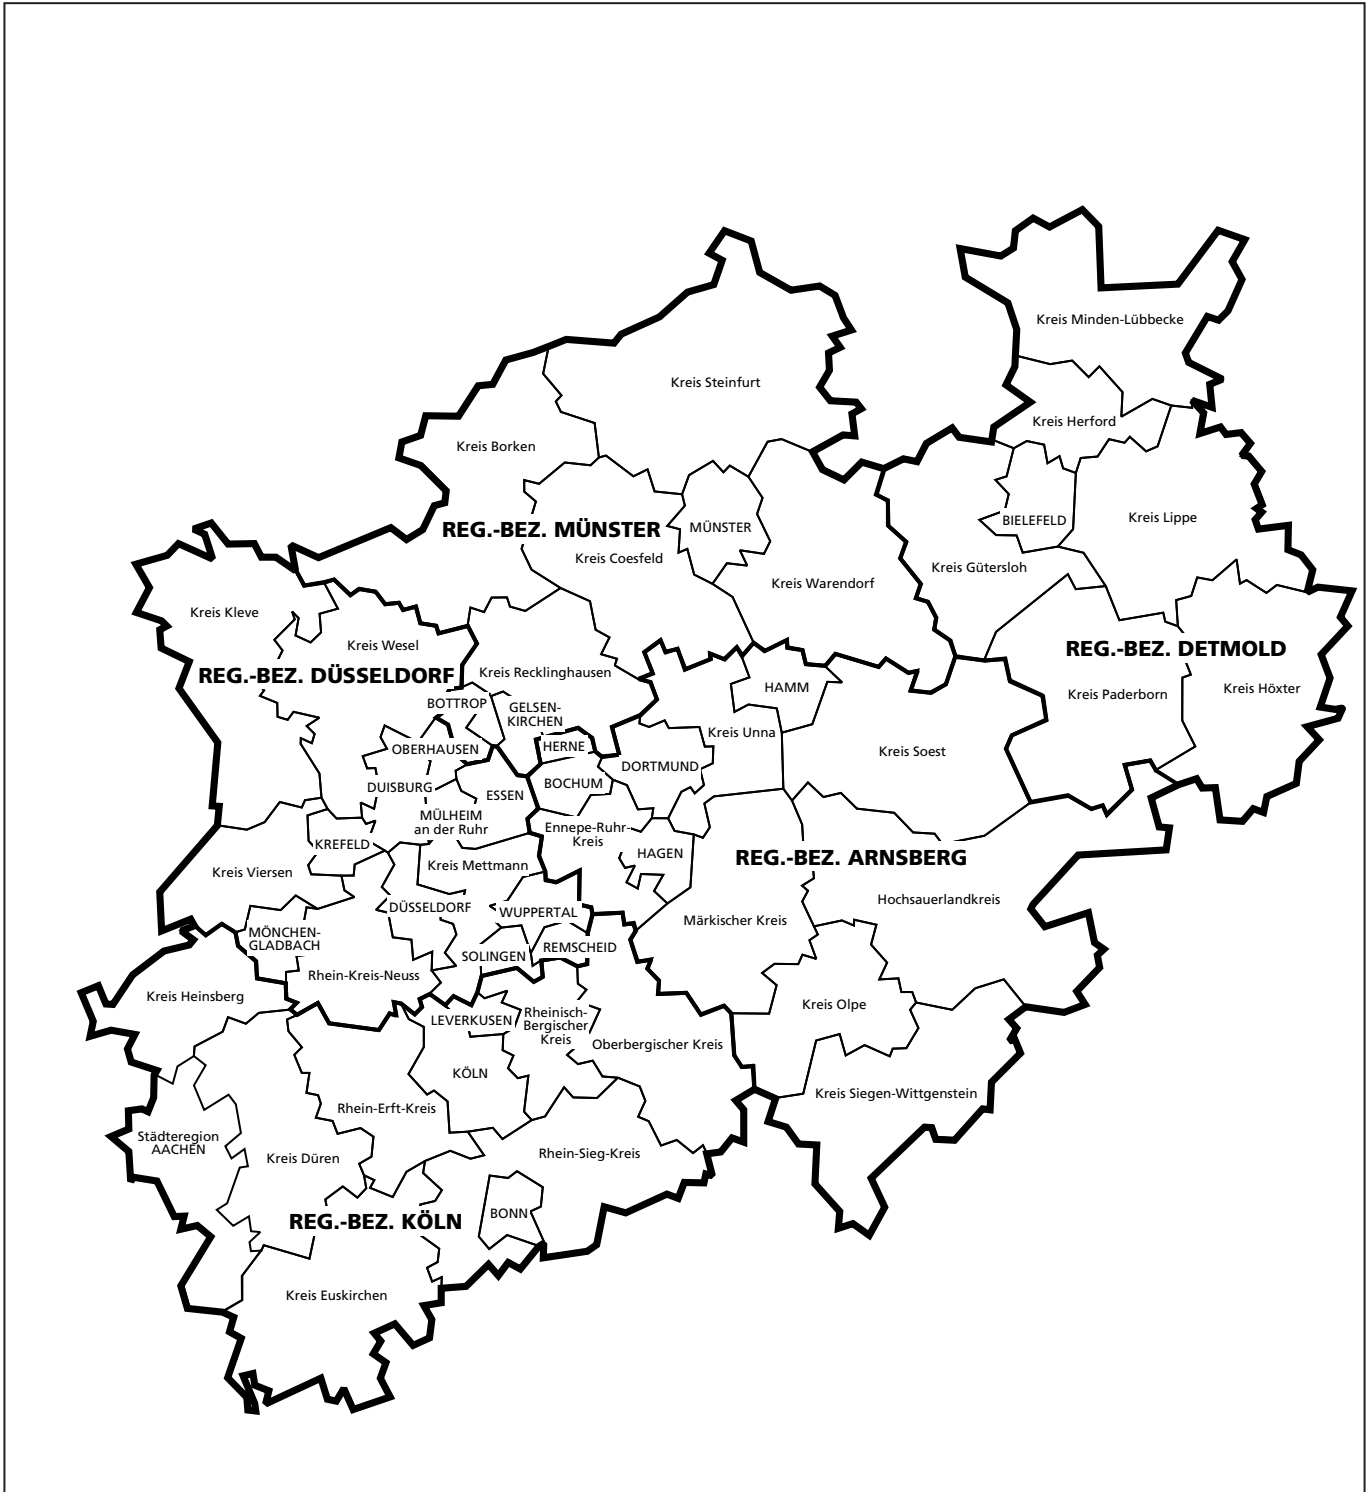 Kreis Minden-Lübbecke
Kreis Steinfurt
Kreis Herford
Kreis Borken
Kreis Lippe
BIELEFELD
MÜNSTER
REG.-BEZ. MÜNSTER
Kreis Coesfeld
Kreis Gütersloh
Kreis Warendorf
Kreis Kleve
Kreis Wesel
REG.-BEZ. DETMOLD
Kreis Recklinghausen
REG.-BEZ. DÜSSELDORF
HAMM
Kreis Paderborn
Kreis Höxter
BOTTROP
GELSEN-
KIRCHEN
Kreis Unna
HERNE
OBERHAUSEN
Kreis Soest
DORTMUND
BOCHUM
DUISBURG
ESSEN
MÜLHEIM
an der Ruhr
Ennepe-Ruhr-
Kreis
KREFELD
HAGEN
REG.-BEZ. ARNSBERG
Kreis Mettmann
Kreis Viersen
Hochsauerlandkreis
DÜSSELDORF
WUPPERTAL
Märkischer Kreis
MÖNCHEN-
GLADBACH
REMSCHEID
SOLINGEN
Rhein-Kreis-Neuss
Kreis Heinsberg
Kreis Olpe
LEVERKUSEN
Rheinisch-
Bergischer
Kreis
Oberbergischer Kreis
KÖLN
Kreis Siegen-Wittgenstein
Rhein-Erft-Kreis
Städteregion
AACHEN
Kreis Düren
Rhein-Sieg-Kreis
BONN
REG.-BEZ. KÖLN
Kreis Euskirchen